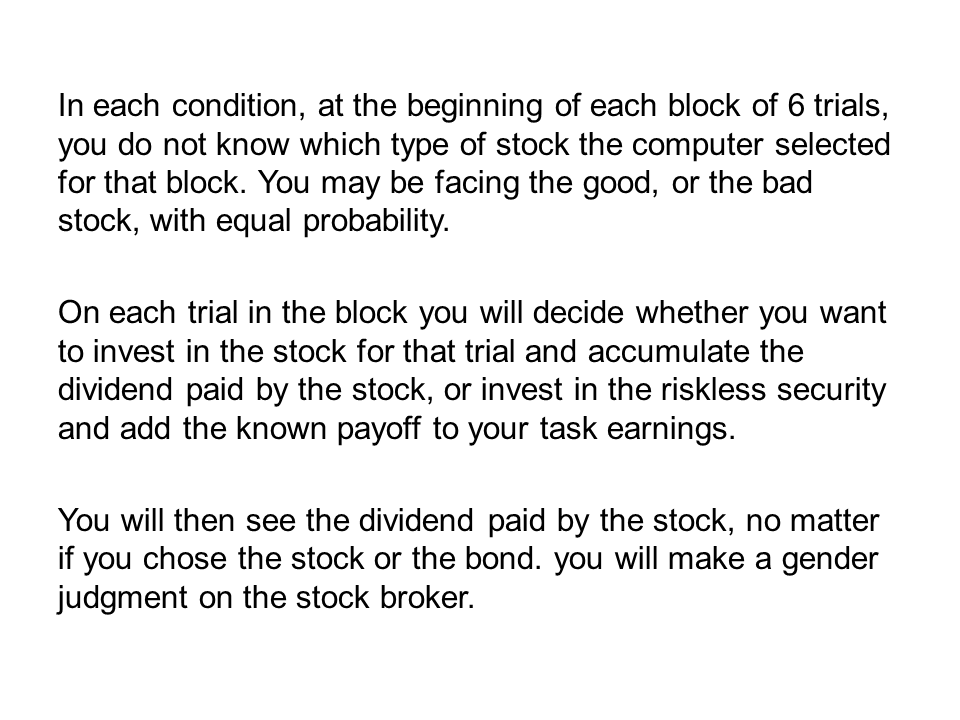 In each condition, at the beginning of each block of 6 trials,
you do not know which type of stock the computer selected
for that block. You may be facing the good, or the bad
stock, with equal probability.
On each trial in the block you will decide whether you want
to invest in the stock for that trial and accumulate the
dividend paid by the stock, or invest in the riskless security
and add the known payoff to your task earnings.
You will then see the dividend paid by the stock, no matter
if you chose the stock or the bond. you will make a gender
judgment on the stock broker.